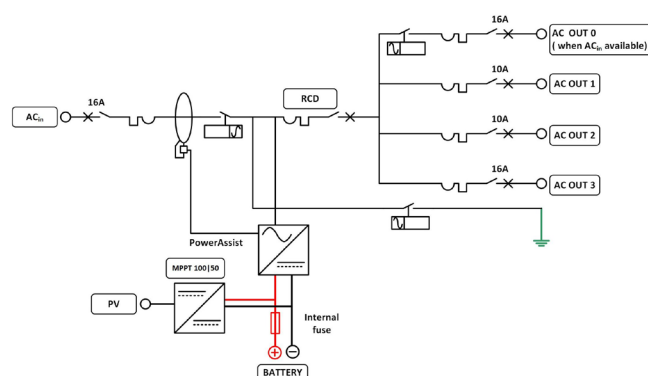 16A
AC OUT 0
( when ACin available)
10A
AC OUT 1
RCD
16A
ACin
10A
AC OUT 2
16A
AC OUT 3
PowerAssist
MPPT 100|50
PV
Internal
fuse
BATTERY